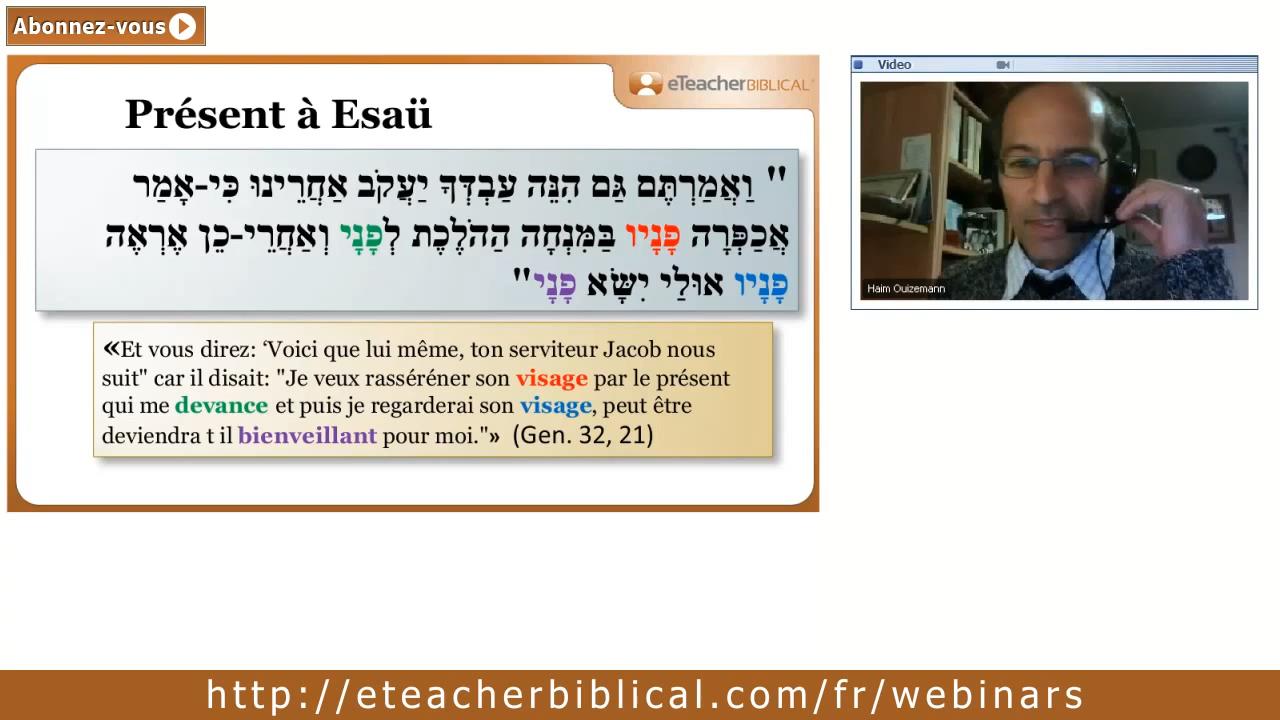 Abonnez-vous
eTeacherBIBLICAL
Présent à Esaü
" וַאֲמַרְתֶּם גַּם הִנֵּה עַבְדְּךָ יַעֲקֹב אַחֲרֵינוּ כִּי-אָמַר
אֲכַפְּרָה פָנָיו בַּמִּנְחָה הַהֹלֶכֶת לְפָנָי וְאַחֲרֵי-כֵן אֶרְאֶה
פָנָיו אוּלַי יִשָּׂא פָנָי"
«Et vous direz: ‘Voici que lui même, ton serviteur Jacob nous
suit" car il disait: "Je veux rasséréner son visage par le présent
qui me devance et puis je regarderai son visage, peut être
deviendra t il bienveillant pour moi."» (Gen. 32, 21)
Video
Haim Ouizemann
http://eteacherbiblical.com/fr/webinars